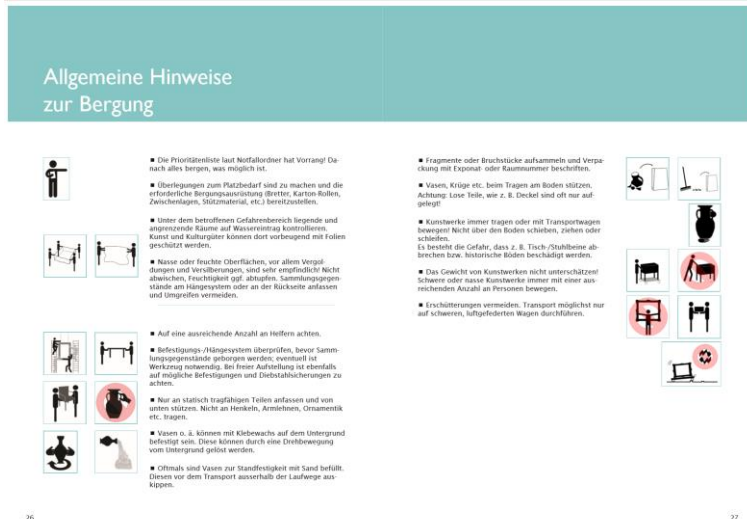 Allgemeine Hinweise
zur Bergung
■ Die Prioritätenliste laut Notfallordner hat Vorrang! Da-
nach alles bergen, was möglich ist.
■ Überlegungen zum Platzbedarf sind zu machen und die
erforderliche Bergungsausrüstung (Bretter, Karton-Rollen,
Zwischenlagen, Stützmaterial, etc.) bereitzustellen.
■ Unter dem betroffenen Gefahrenbereich liegende und
angrenzende Räume auf Wassereintrag kontrollieren.
Kunst und Kulturgüter können dort vorbeugend mit Folien
geschützt werden.
■ Nasse oder feuchte Oberflächen, vor allem Vergol-
dungen und Versilberungen, sind sehr empfindlich! Nicht
abwischen, Feuchtigkeit ggf. abtupfen. Sammlungsgegen-
stände am Hängesystem oder an der Rückseite anfassen
und Umgreifen vermeiden.
■ Auf eine ausreichende Anzahl an Helfern achten.
■ Befestigungs-/Hängesystem überprüfen, bevor Samm-
lungsgegenstände geborgen werden; eventuell ist
Werkzeug notwendig. Bei freier Aufstellung ist ebenfalls
auf mögliche Befestigungen und Diebstahlsicherungen zu
achten.
■ Nur an statisch tragfähigen Teilen anfassen und von
unten stützen. Nicht an Henkeln, Armlehnen, Ornamentik
etc. tragen.
■ Vasen o. ä. können mit Klebewachs auf dem Untergrund
befestigt sein. Diese können durch eine Drehbewegung
vom Untergrund gelöst werden.
■ Oftmals sind Vasen zur Standfestigkeit mit Sand befüllt.
Diesen vor dem Transport ausserhalb der Laufwege aus-
kippen.
26
■ Fragmente oder Bruchstücke aufsammeln und Verpa-
ckung mit Exponat- oder Raumnummer beschriften.
■ Vasen, Krüge etc. beim Tragen am Boden stützen.
Achtung: Lose Teile, wie z. B. Deckel sind oft nur auf-
gelegt!
■ Kunstwerke immer tragen oder mit Transportwagen
bewegen! Nicht über den Boden schieben, ziehen oder
schleifen.
Es besteht die Gefahr, dass z. B. Tisch-/Stuhlbeine ab-
brechen bzw. historische Böden beschädigt werden.
■ Das Gewicht von Kunstwerken nicht unterschätzen!
Schwere oder nasse Kunstwerke immer mit einer aus-
reichenden Anzahl an Personen bewegen.
■ Erschütterungen vermeiden. Transport möglichst nur
auf schweren, luftgefederten Wagen durchführen.
27